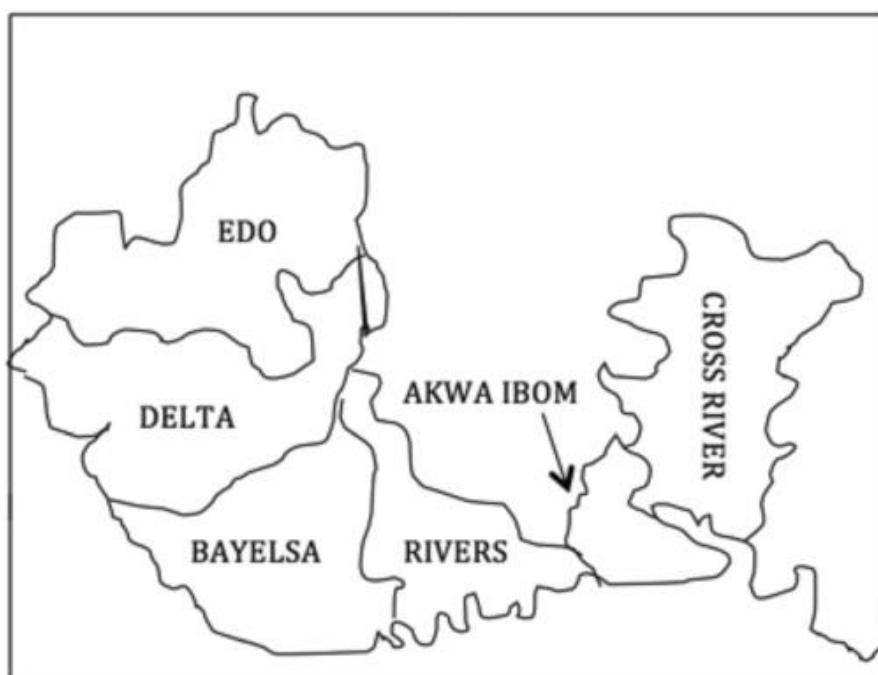 EDO
CROSS RIVER
AKWA IBOM
DELTA
BAYELSA
RIVERS